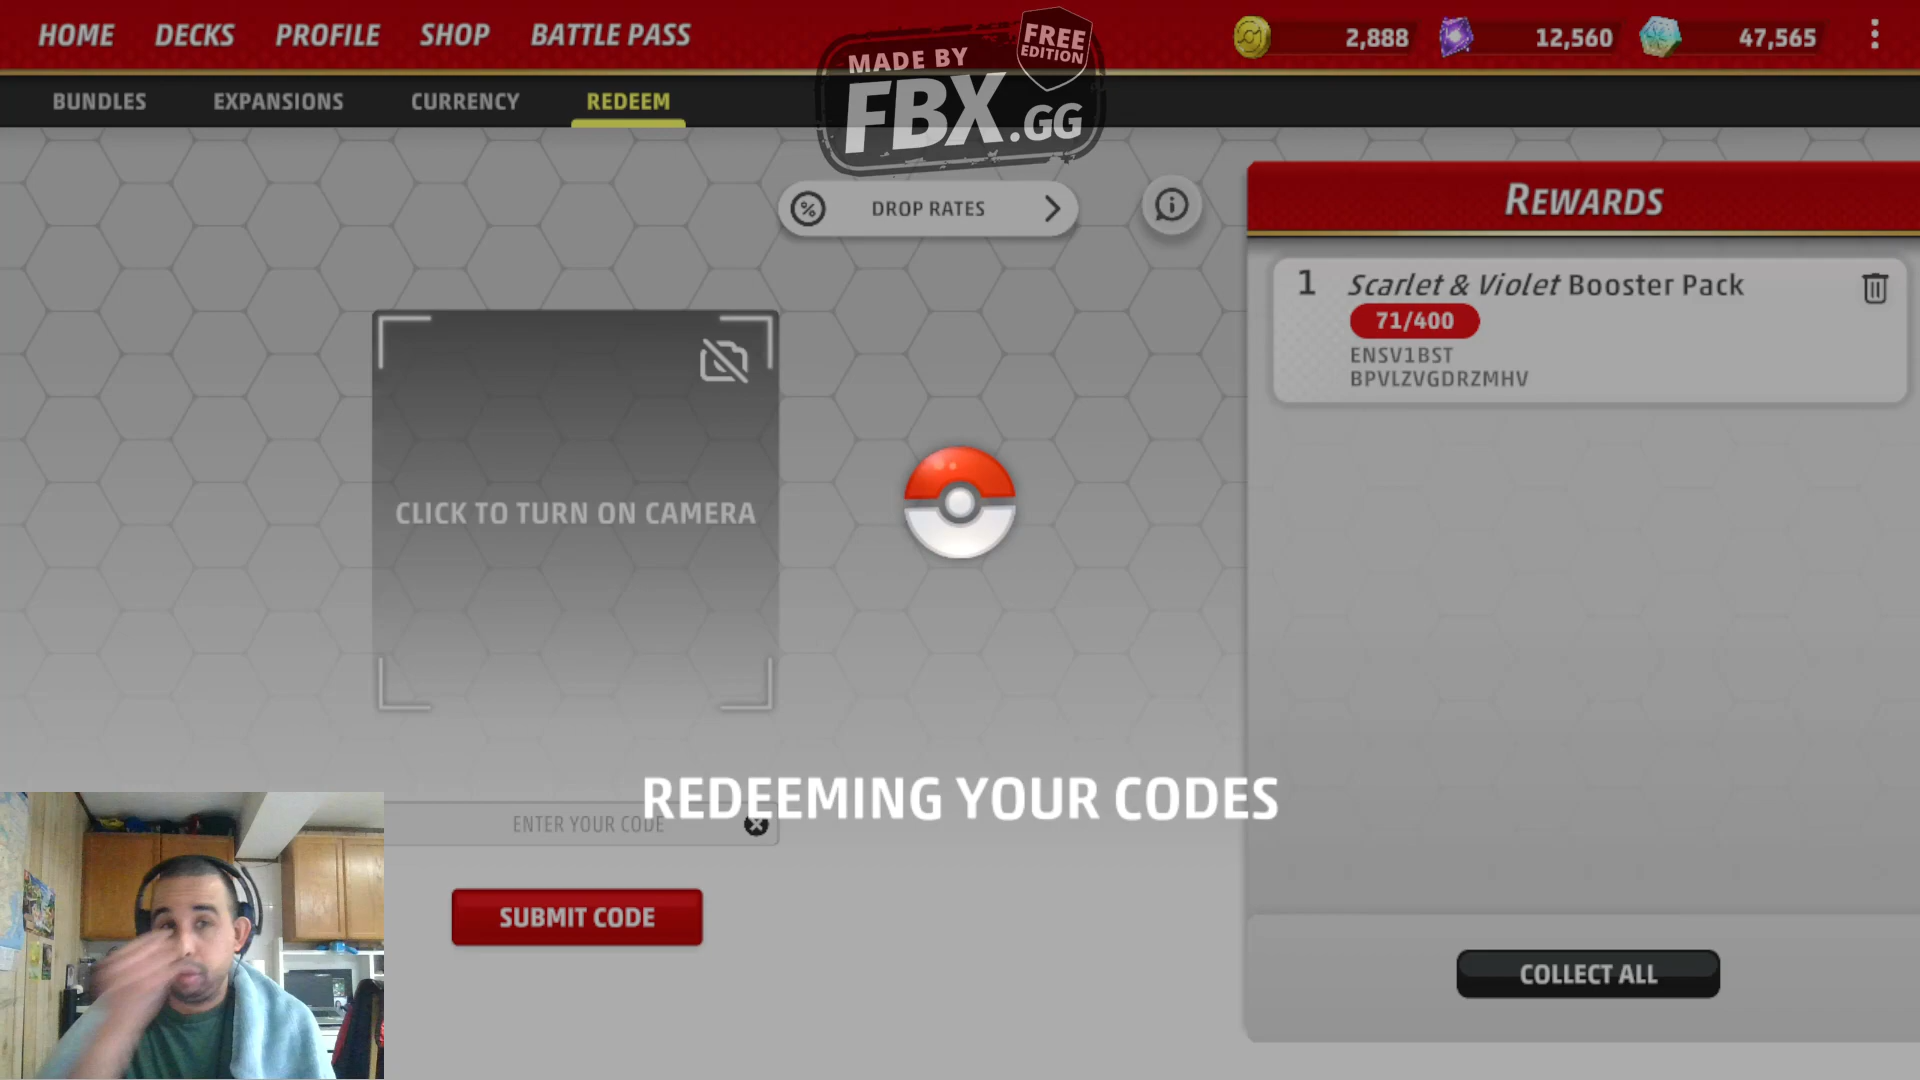 HOME DECKS PROFILE SHOP BATTLE PASS
2,888 12,560 47,565
MADE BY
FBX.GG
FREE
EDITION
BUNDLES EXPANSIONS CURRENCY REDEEM
% DROP RATES
REWARDS
1 Scarlet & Violet Booster Pack
71/400
ENSV1BST
BPVLZVGDRZMHV
CLICK TO TURN ON CAMERA
REDEEMING YOUR CODES
ENTER YOUR CODE
SUBMIT CODE
COLLECT ALL